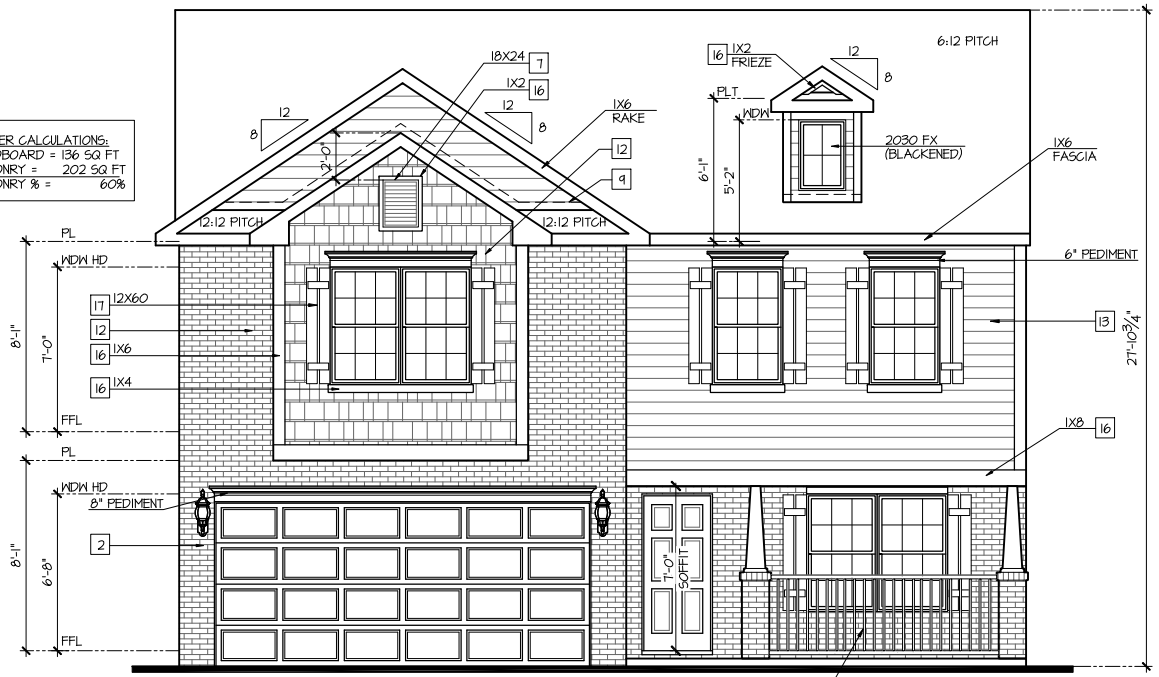 6:12 PITCH
18X24 7
1X2 16
12
8
12
8
16 1X2
FRIEZE
12
8
PLT
WDW
2030 FX
(BLACKENED)
1X6
RAKE
1X6
FASCIA
CALCULATIONS:
= 136 SQ FT
= 202 SQ FT
% = 60%
2'-0"
12
9
6'-1"
5'-2"
12:12 PITCH
12:12 PITCH
PL
WDW HD
6" PEDIMENT
17 12X60
12
16 1X6
16 1X4
8'-1"
7'-0"
13
27'-10 3/4"
FFL
PL
1X8 16
WDW HD
8" PEDIMENT
2
8'-1"
6'-8"
7'-0"
SOFFIT
FFL